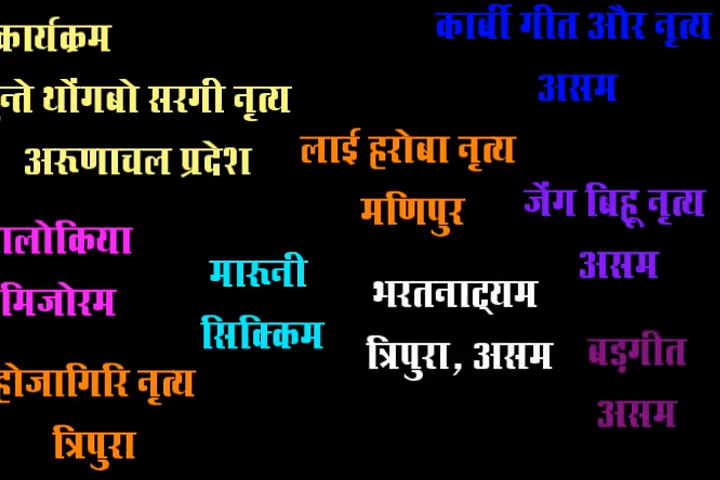 कार्यक्रम
न्ते थोंगबो सरगी नृत्य
अरूणाचल प्रदेश
कार्बी गीत और नृत्य
असम
लाई हरोबा नृत्य
मणिपुर
जेंग बिहू नृत्य
असम
लोकिया
मिजोरम
मारूनी
सिक्किम
भरतनाट्यम
त्रिपुरा, असम
बड़गीत
असम
होजागिरि नृत्य
त्रिपुरा